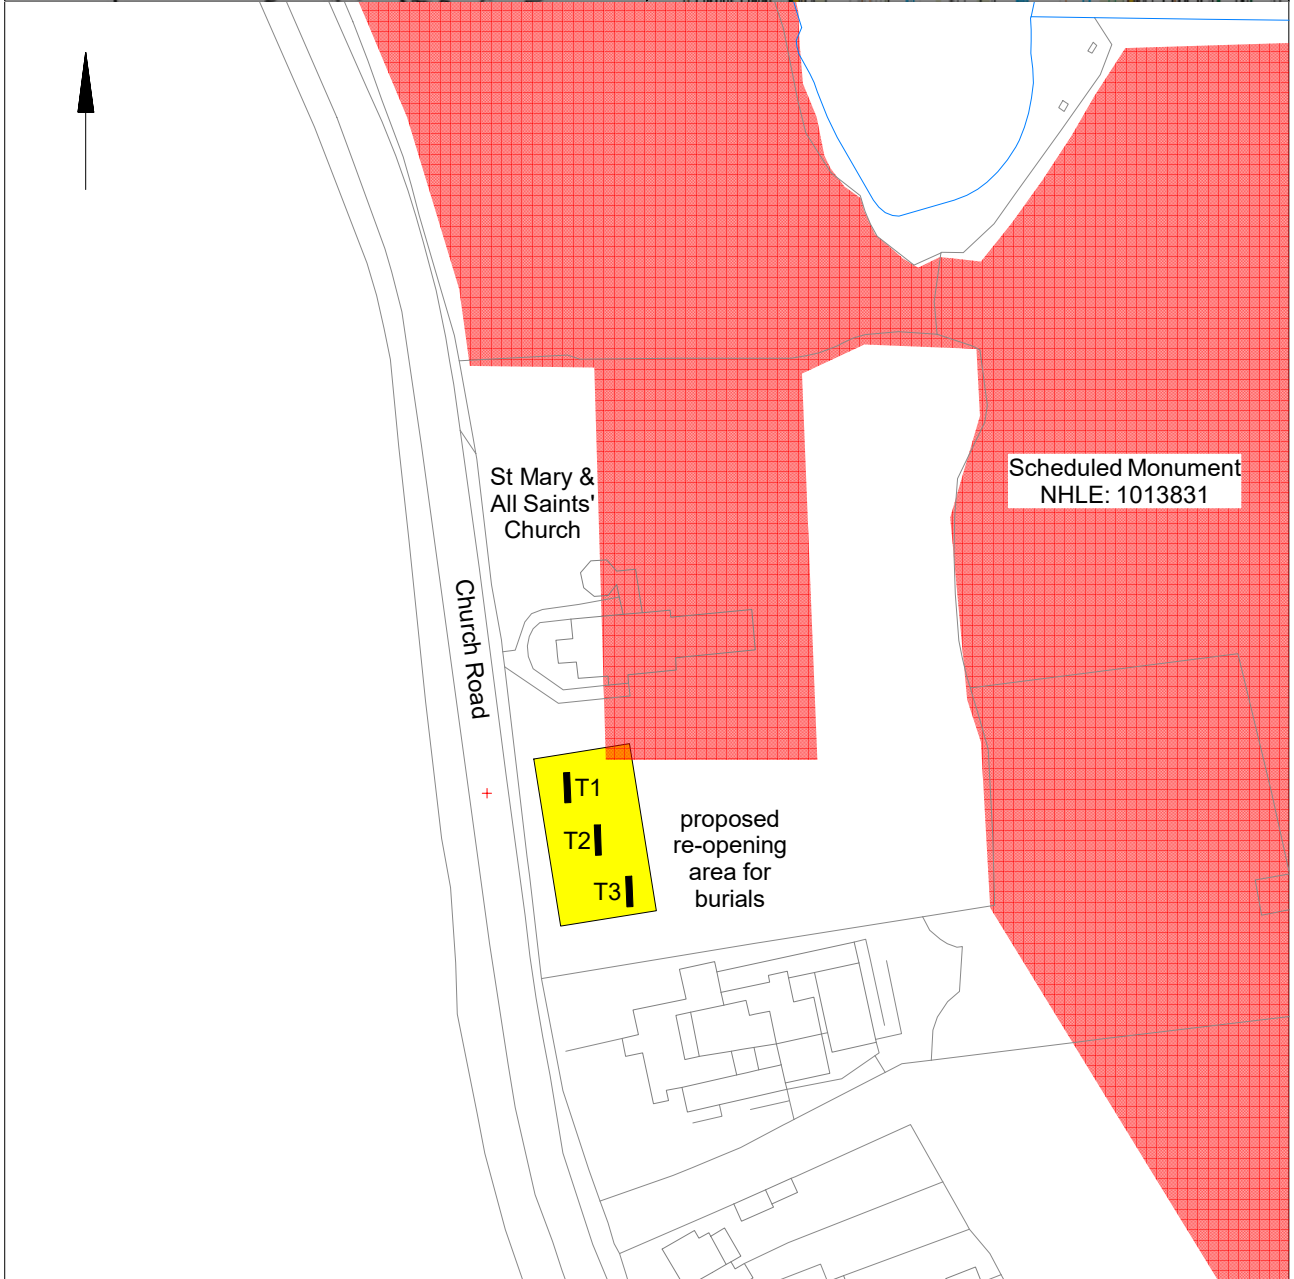 St Mary &
All Saints'
Church
Scheduled Monument
NHLE: 1013831
Church Road
T1
T2
T3
proposed
re-opening
area for
burials